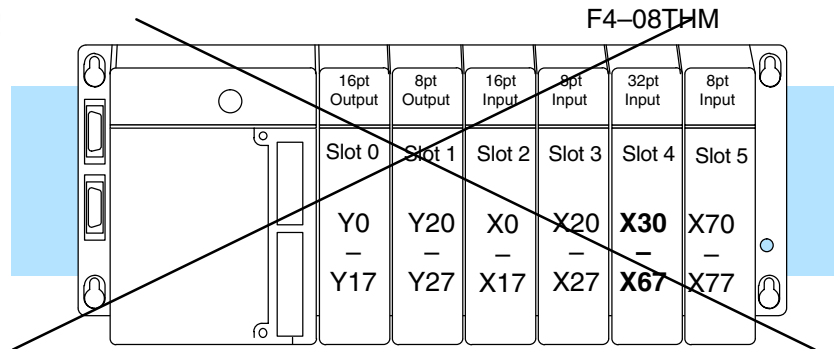 F4–08THM
16pt Output
8pt Output
16pt Input
8pt Input
32pt Input
8pt Input
Slot 0
Slot 1
Slot 2
Slot 3
Slot 4
Slot 5
Y0 – Y17
Y20 – Y27
X0 – X17
X20 – X27
X30 – X67
X70 – X77